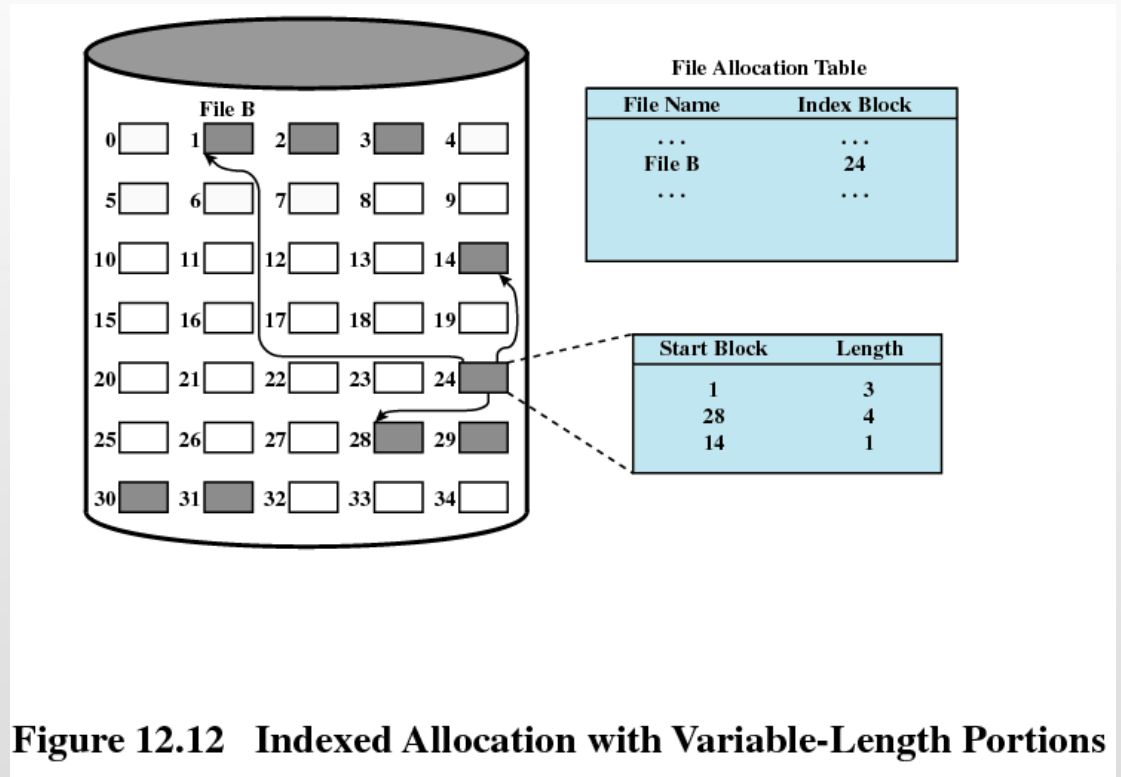 File B
0 1 2 3 4
5 6 7 8 9
10 11 12 13 14
15 16 17 18 19
20 21 22 23 24
25 26 27 28 29
30 31 32 33 34
File Allocation Table
File Name Index Block
. . . . . .
File B 24
. . . . . .
Start Block Length
1 3
28 4
14 1
Figure 12.12 Indexed Allocation with Variable-Length Portions